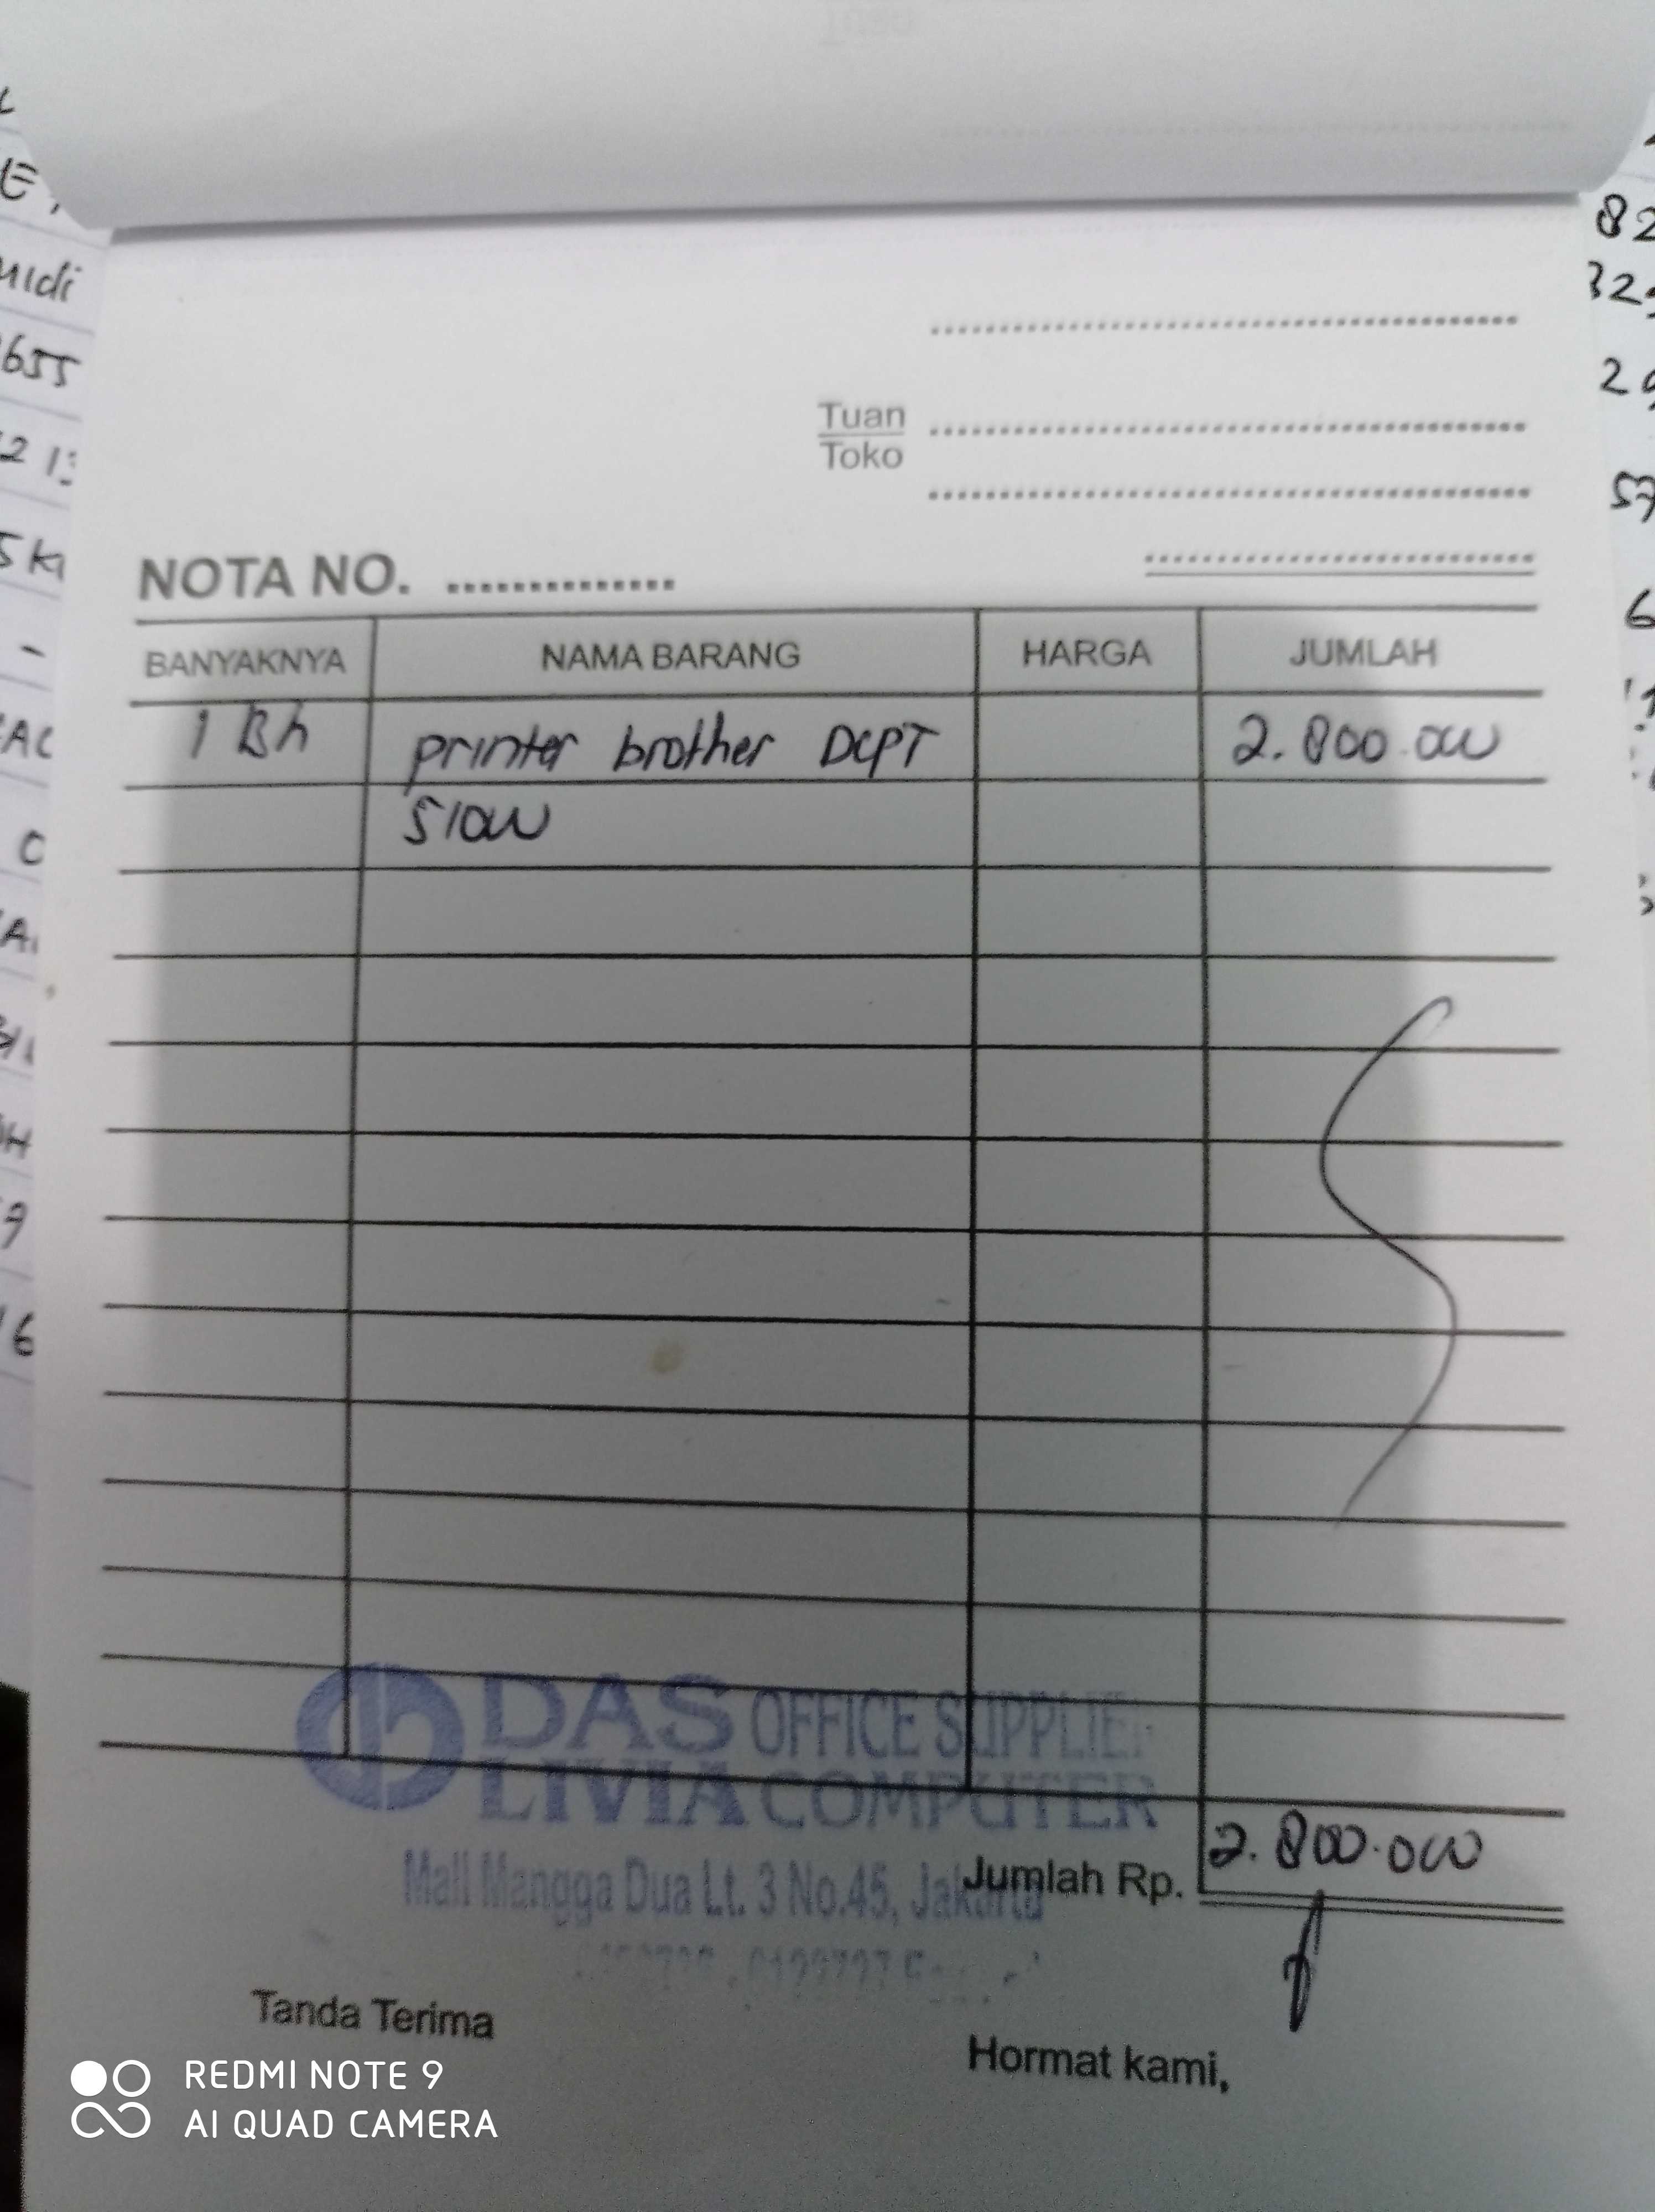 Tuan
Toko
NOTA NO.
BANYAKNYA NAMA BARANG HARGA JUMLAH
1 Bh printer brother DCPT 2.800.000
510W
DAS OFFICE SUPPLIER
LIVIA COMPUTER
2.800.000
Mall Mangga Dua Lt. 3 No.45, Jakarta
Jumlah Rp.
Tanda Terima
Hormat kami,
REDMI NOTE 9
AI QUAD CAMERA